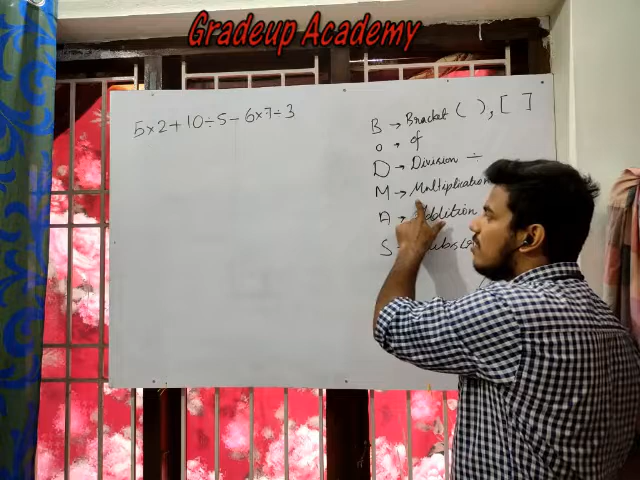 Gradeup Academy
5×2+10÷5-6×7÷3
B → Bracket ( ), [ ]
O → of
D → Division ÷
M → Multiplication
A → Addition
S